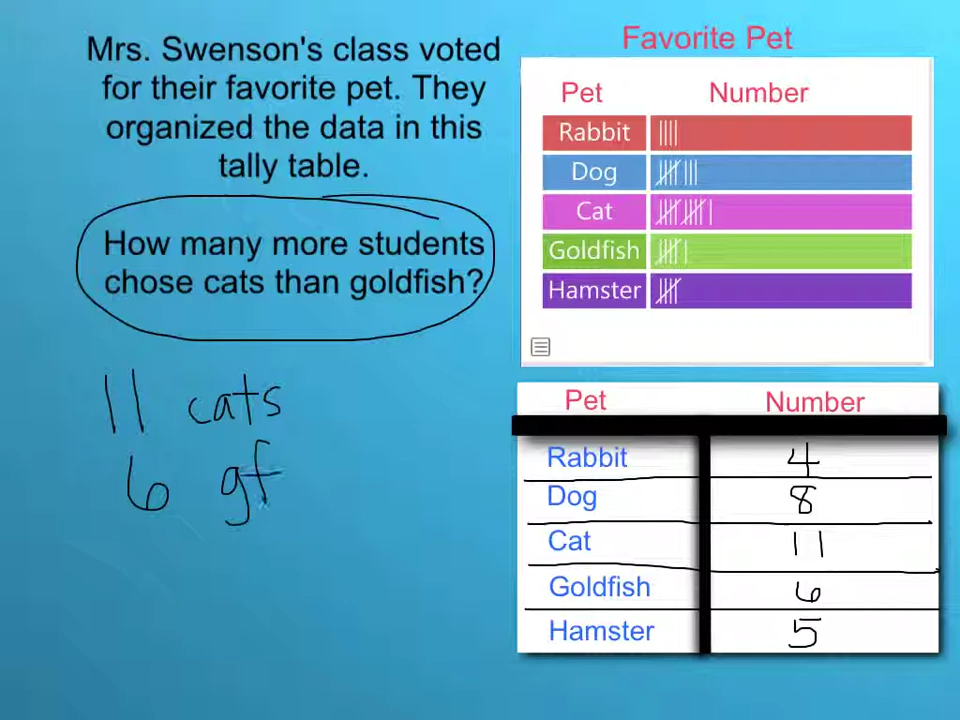 Mrs. Swenson's class voted
for their favorite pet. They
organized the data in this
tally table.
How many more students
chose cats than goldfish?
11 cats
6 gf
Favorite Pet
Pet Number
Rabbit
Dog
Cat
Goldfish
Hamster
Pet Number
Rabbit 4
Dog 8
Cat 11
Goldfish 6
Hamster 5